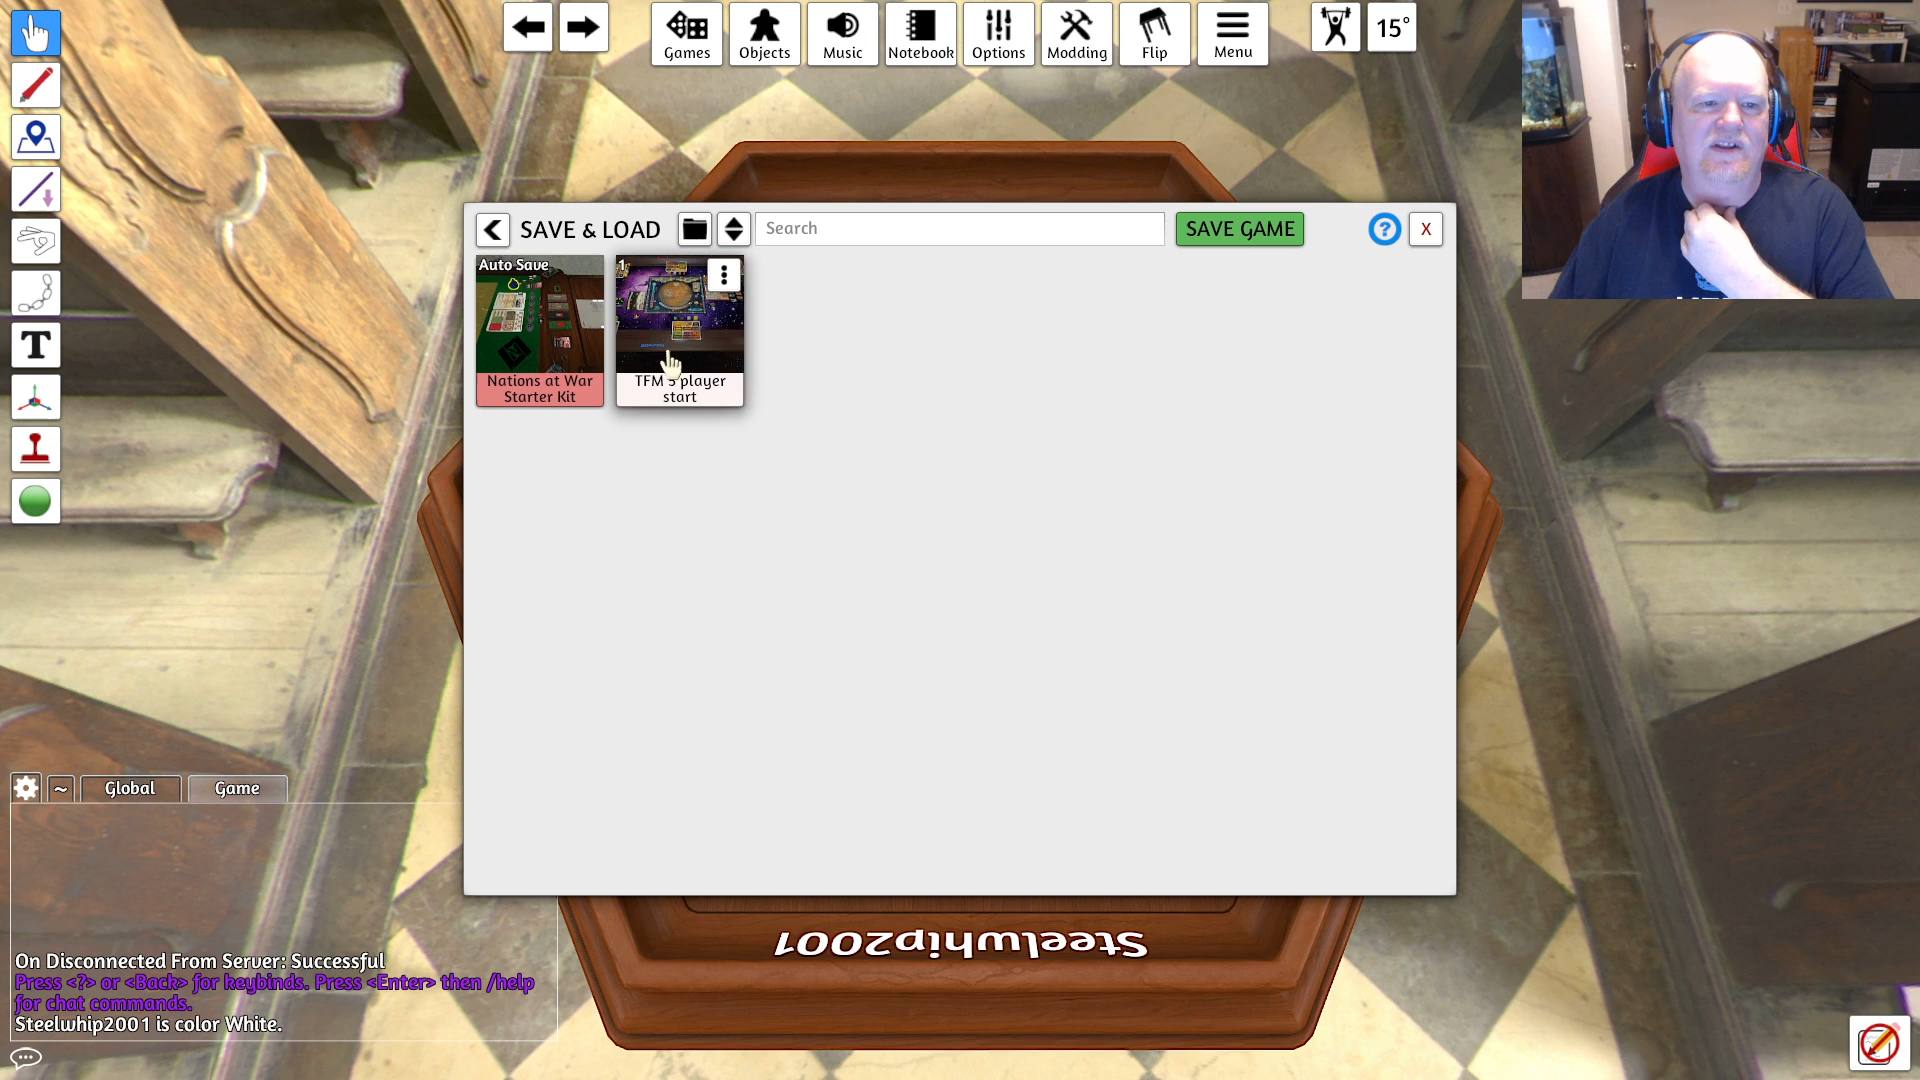 Games
Objects
Music
Notebook
Options
Modding
Flip
Menu
15°
SAVE & LOAD
Search
SAVE GAME
?
X
Auto Save
1
Nations at War
Starter Kit
TFM player
start
~
Global
Game
On Disconnected From Server: Successful
Press <?> or <Back> for keybinds. Press <Enter> then /help
for chat commands.
Steelwhip2001 is color White.
Steelwhip2001
T